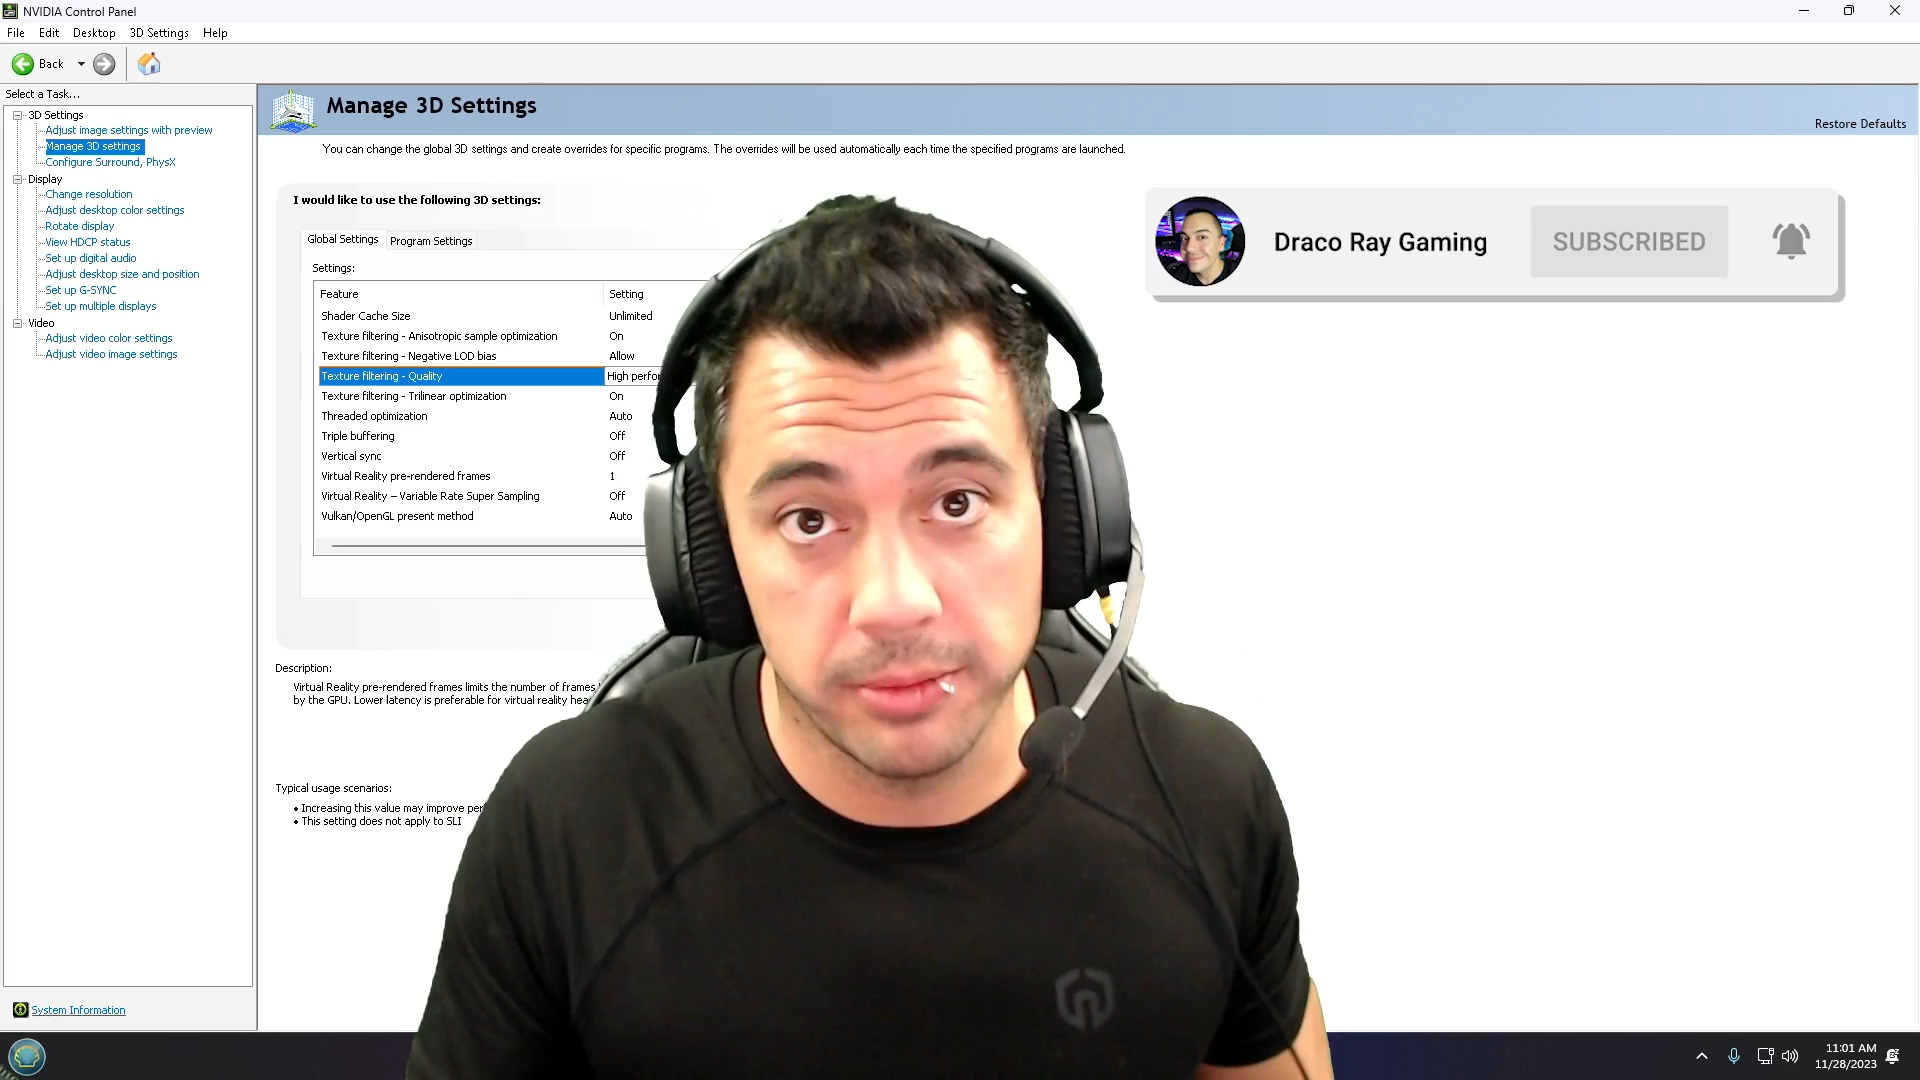 NVIDIA Control Panel
File Edit Desktop 3D Settings Help
Back
Select a Task...
3D Settings
Adjust image settings with preview
Manage 3D settings
Configure Surround, PhysX
Display
Change resolution
Adjust desktop color settings
Rotate display
View HDCP status
Set up digital audio
Adjust desktop size and position
Set up G-SYNC
Set up multiple displays
Video
Adjust video color settings
Adjust video image settings
System Information
Manage 3D Settings
Restore Defaults
You can change the global 3D settings and create overrides for specific programs. The overrides will be used automatically each time the specified programs are launched.
I would like to use the following 3D settings:
Global Settings Program Settings
Settings:
Feature Setting
Shader Cache Size Unlimited
Texture filtering - Anisotropic sample optimization On
Texture filtering - Negative LOD bias Allow
Texture filtering - Quality High
Texture filtering - Trilinear optimization On
Threaded optimization Auto
Triple buffering Off
Vertical sync Off
Virtual Reality pre-rendered frames 1
Virtual Reality – Variable Rate Super Sampling Off
Vulkan/OpenGL present method Auto
Description:
Virtual Reality pre-rendered frames limits the number of frames
by the GPU. Lower latency is preferable for virtual reality
Typical usage scenarios:
• Increasing this value may improve
• This setting does not apply to SLI
Draco Ray Gaming SUBSCRIBED
11:01 AM
11/28/2023